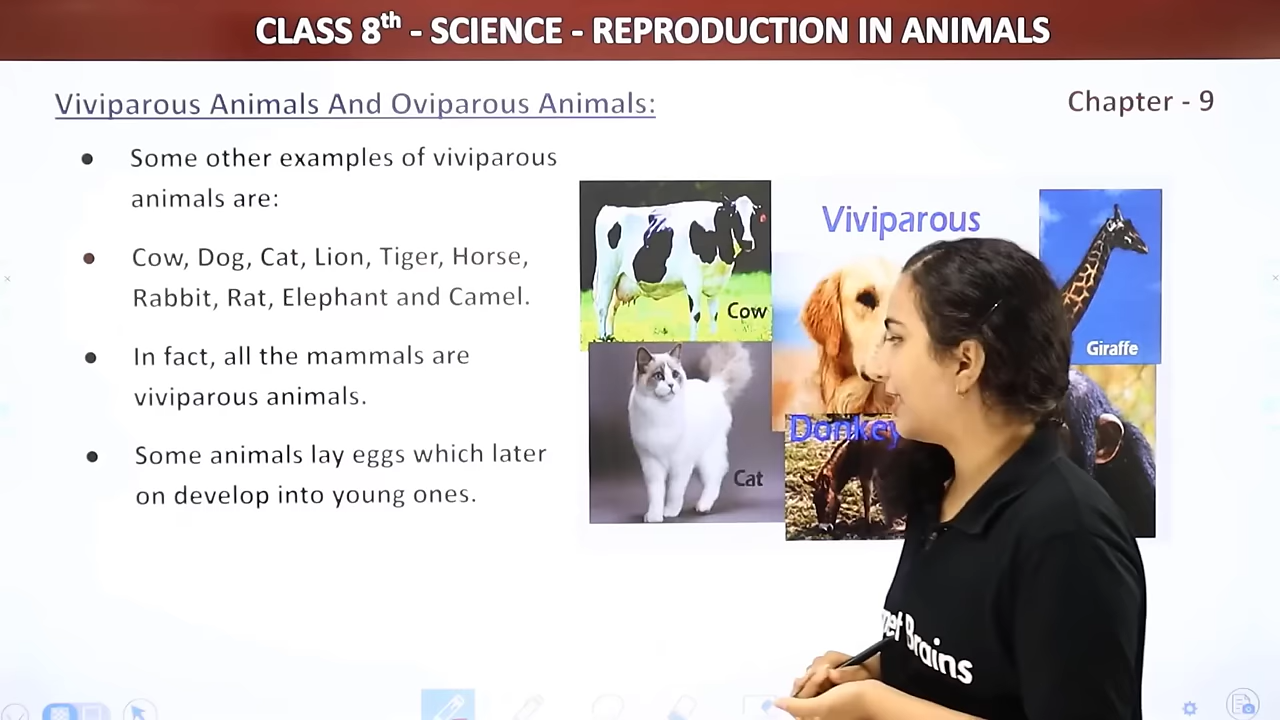 CLASS 8th - SCIENCE - REPRODUCTION IN ANIMALS
Viviparous Animals And Oviparous Animals:
Chapter - 9
● Some other examples of viviparous
animals are:
● Cow, Dog, Cat, Lion, Tiger, Horse,
Rabbit, Rat, Elephant and Camel.
● In fact, all the mammals are
viviparous animals.
● Some animals lay eggs which later
on develop into young ones.
Viviparous
Cow
Giraffe
Donkey
Cat
Brains